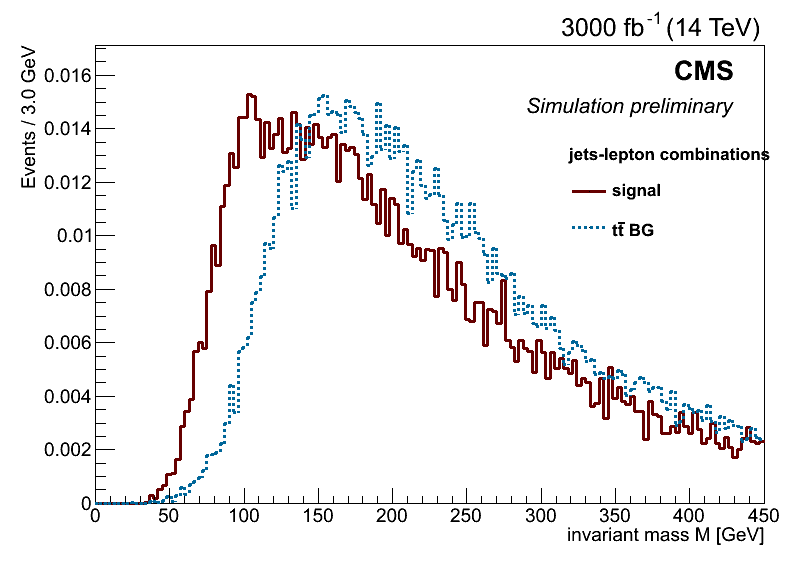 3000 fb-1 (14 TeV)
Events / 3.0 GeV
CMS
Simulation preliminary
jets-lepton combinations
signal
tt̄ BG
0.016
0.014
0.012
0.01
0.008
0.006
0.004
0.002
0
0 50 100 150 200 250 300 350 400 450
invariant mass M [GeV]